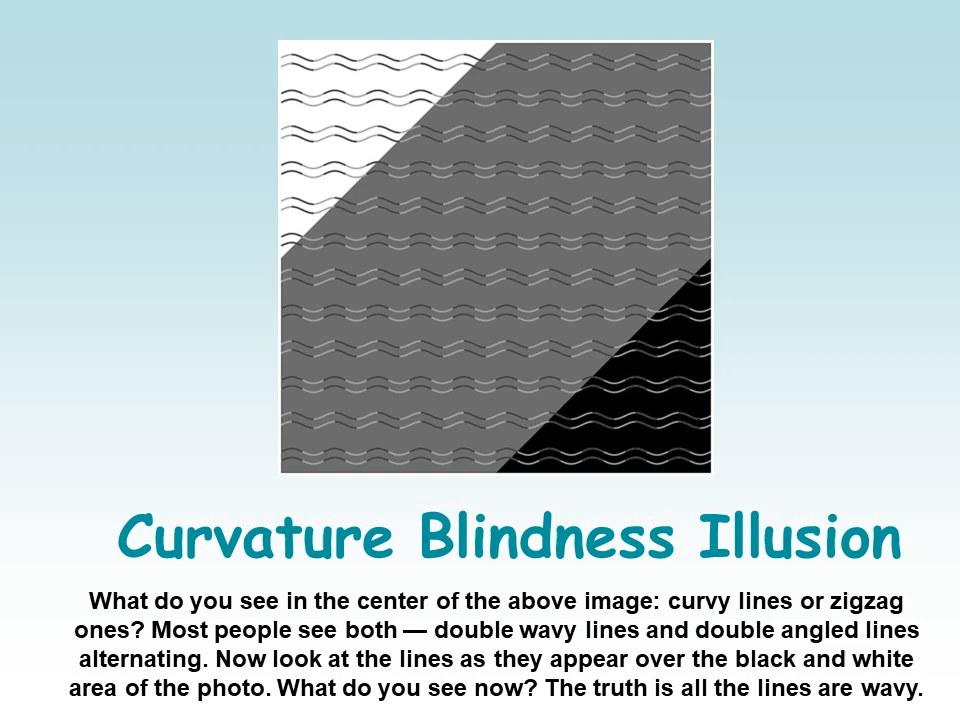 Curvature Blindness Illusion
What do you see in the center of the above image: curvy lines or zigzag
ones? Most people see both — double wavy lines and double angled lines
alternating. Now look at the lines as they appear over the black and white
area of the photo. What do you see now? The truth is all the lines are wavy.